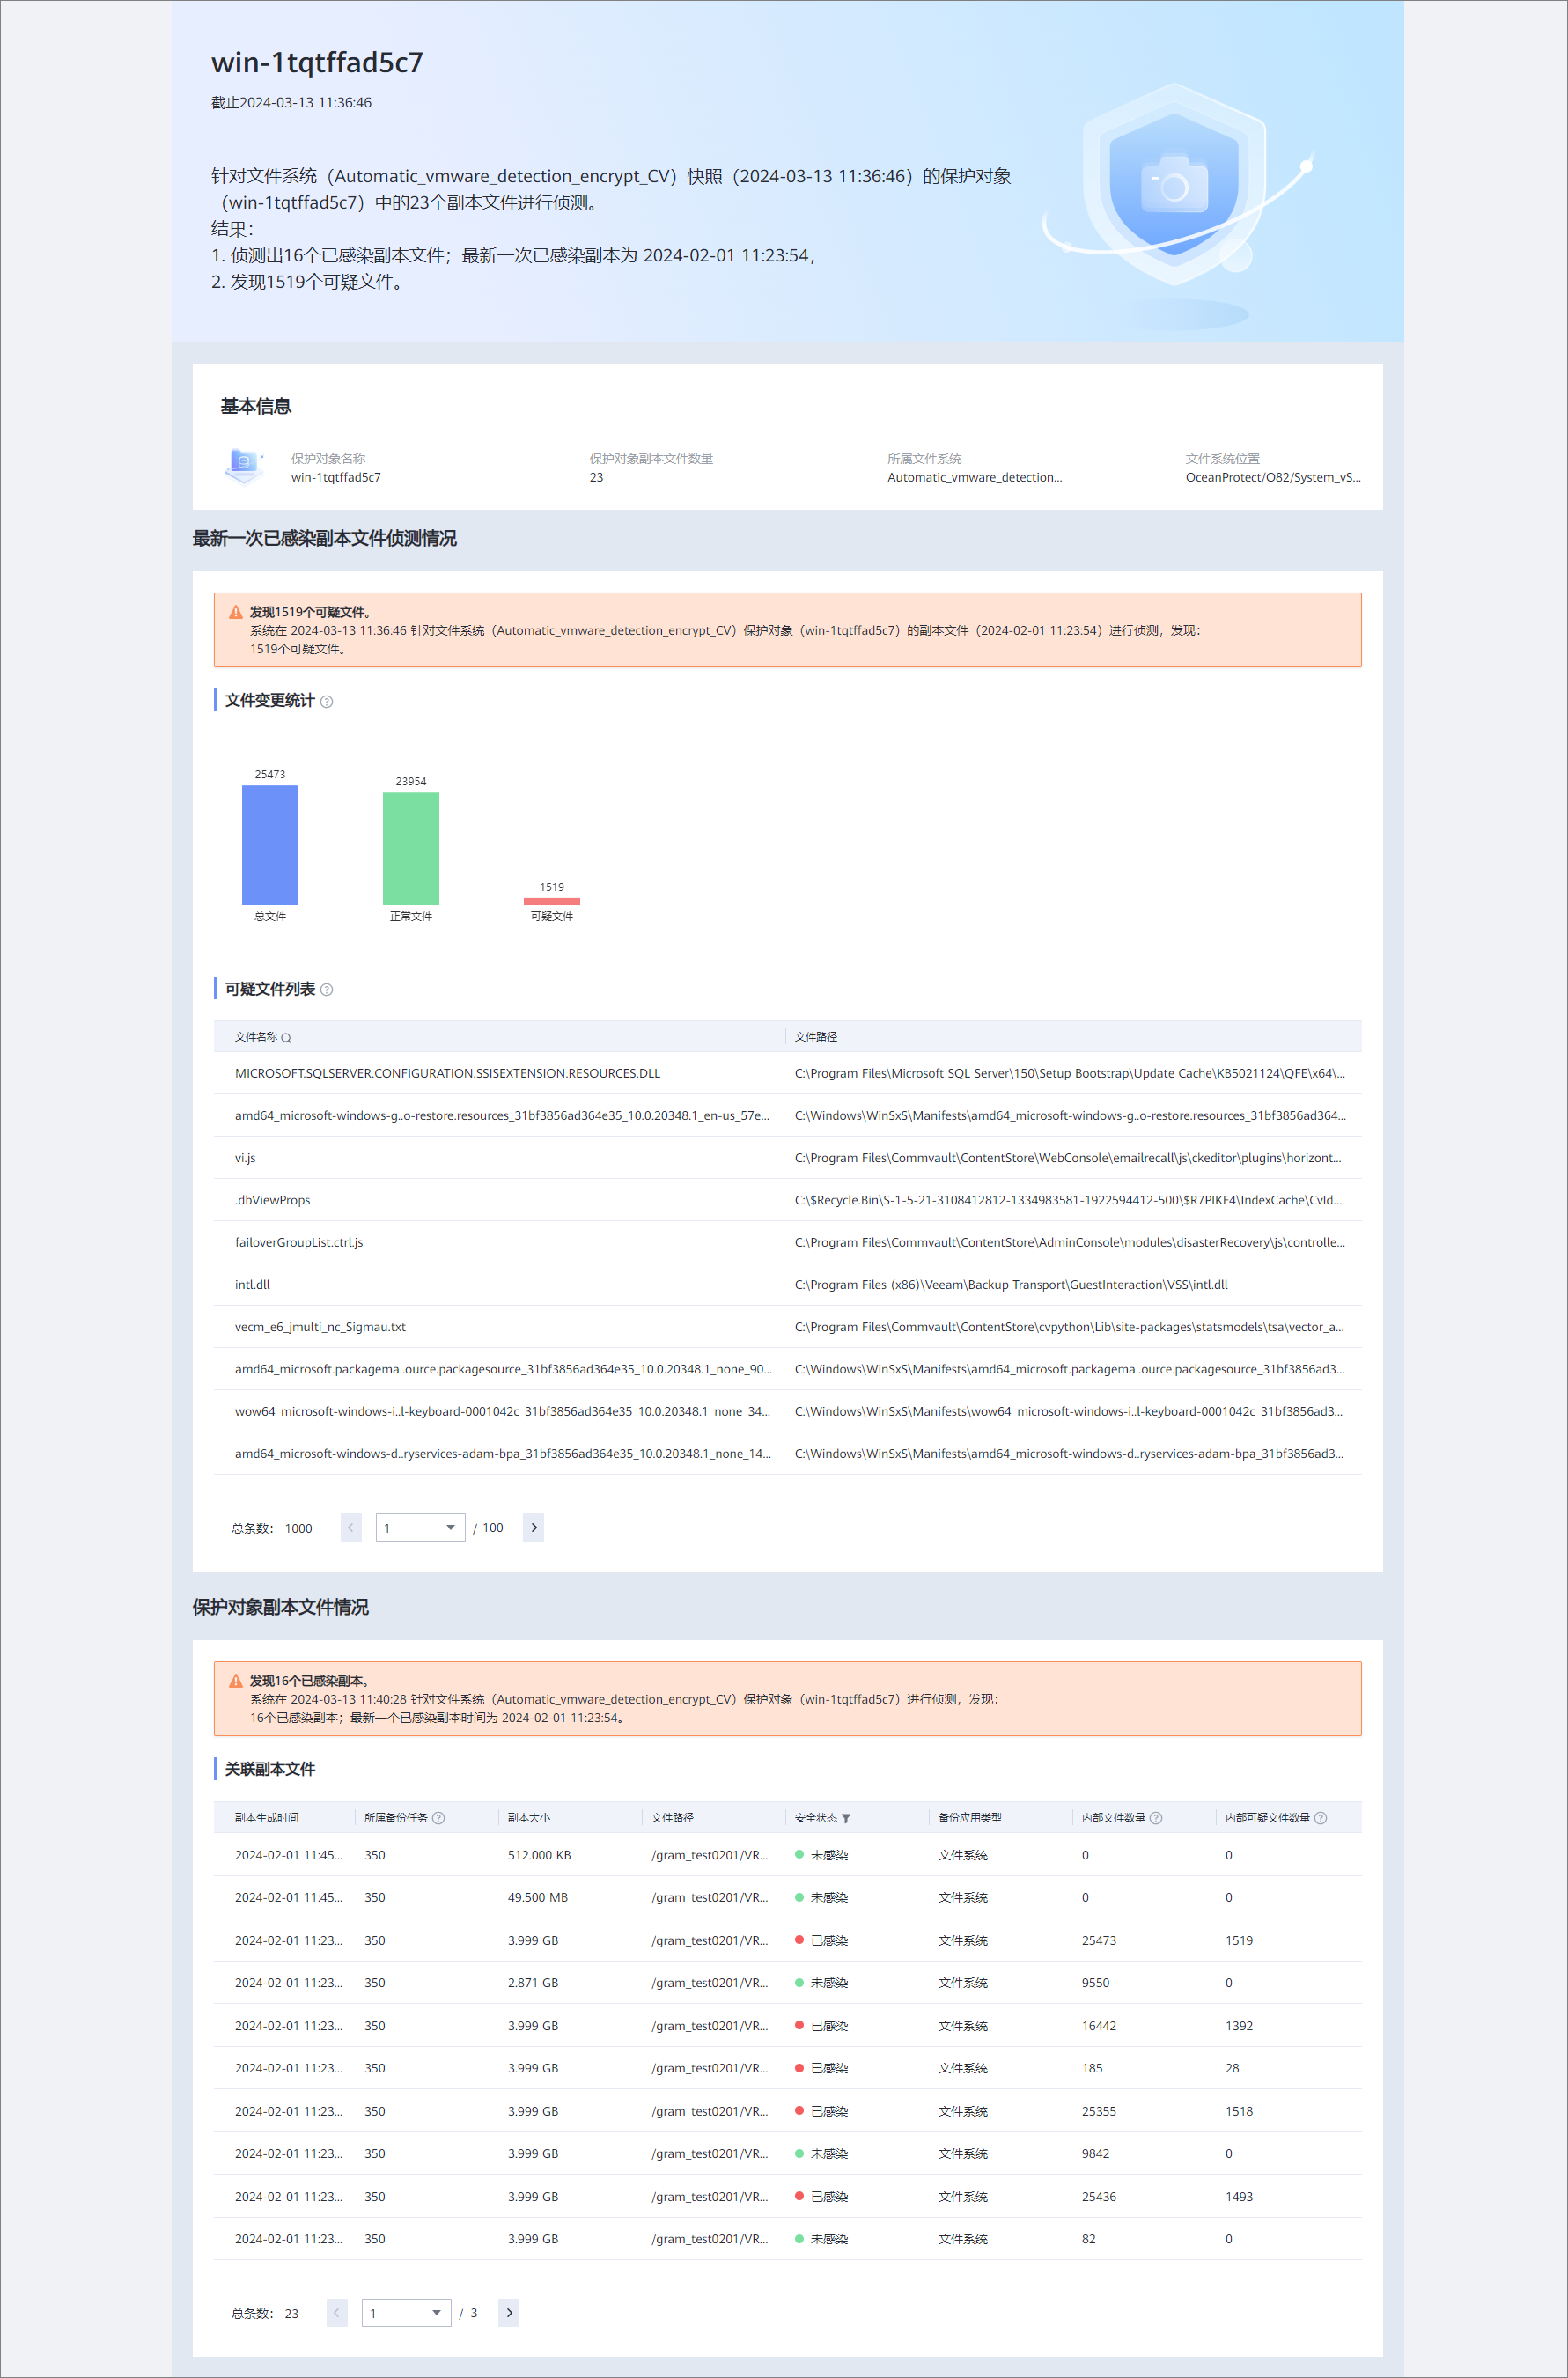 win-1tqtffad5c7
截止2024-03-13 11:36:46
针对文件系统（Automatic_vmware_detection_encrypt_CV）快照（2024-03-13 11:36:46）的保护对象
（win-1tqtffad5c7）中的23个副本文件进行侦测。
结果：
1. 侦测出16个已感染副本文件；最新一次已感染副本为 2024-02-01 11:23:54，
2. 发现1519个可疑文件。
基本信息
保护对象名称 保护对象副本文件数量 所属文件系统 文件系统位置
win-1tqtffad5c7 23 Automatic_vmware_detection... OceanProtect/O82/System_vS...
最新一次已感染副本文件侦测情况
发现1519个可疑文件。
系统在 2024-03-13 11:36:46 针对文件系统（Automatic_vmware_detection_encrypt_CV）保护对象（win-1tqtffad5c7）的副本文件（2024-02-01 11:23:54）进行侦测，发现：
1519个可疑文件。
文件变更统计
25473 23954 1519
总文件 正常文件 可疑文件
可疑文件列表
文件名称 文件路径
MICROSOFT.SQLSERVER.CONFIGURATION.SSISEXTENSION.RESOURCES.DLL C:\Program Files\Microsoft SQL Server\150\Setup Bootstrap\Update Cache\KB5021124\QFE\x64\...
amd64_microsoft-windows-g..o-restore.resources_31bf3856ad364e35_10.0.20348.1_en-us_57e... C:\Windows\WinSxS\Manifests\amd64_microsoft-windows-g..o-restore.resources_31bf3856ad364...
vi.js C:\Program Files\Commvault\ContentStore\WebConsole\emailrecall\js\ckeditor\plugins\horizont...
.dbViewProps C:\$Recycle.Bin\S-1-5-21-3108412812-1334983581-1922594412-500\$R7PIKF4\IndexCache\CvId...
failoverGroupList.ctrl.js C:\Program Files\Commvault\ContentStore\AdminConsole\modules\disasterRecovery\js\controlle...
intl.dll C:\Program Files (x86)\Veeam\Backup Transport\GuestInteraction\VSS\intl.dll
vecm_e6_jmulti_nc_Sigmau.txt C:\Program Files\Commvault\ContentStore\cvpython\Lib\site-packages\statsmodels\tsa\vector_a...
amd64_microsoft.packagema..ource.packagesource_31bf3856ad364e35_10.0.20348.1_none_90... C:\Windows\WinSxS\Manifests\amd64_microsoft.packagema..ource.packagesource_31bf3856ad3...
wow64_microsoft-windows-i..l-keyboard-0001042c_31bf3856ad364e35_10.0.20348.1_none_34... C:\Windows\WinSxS\Manifests\wow64_microsoft-windows-i..l-keyboard-0001042c_31bf3856ad3...
amd64_microsoft-windows-d..ryservices-adam-bpa_31bf3856ad364e35_10.0.20348.1_none_14... C:\Windows\WinSxS\Manifests\amd64_microsoft-windows-d..ryservices-adam-bpa_31bf3856ad3...
总条数： 1000 1 / 100
保护对象副本文件情况
发现16个已感染副本。
系统在 2024-03-13 11:40:28 针对文件系统（Automatic_vmware_detection_encrypt_CV）保护对象（win-1tqtffad5c7）进行侦测，发现：
16个已感染副本；最新一个已感染副本时间为 2024-02-01 11:23:54。
关联副本文件
副本生成时间 所属备份任务 副本大小 文件路径 安全状态 备份应用类型 内部文件数量 内部可疑文件数量
2024-02-01 11:45... 350 512.000 KB /gram_test0201/VR... 未感染 文件系统 0 0
2024-02-01 11:45... 350 49.500 MB /gram_test0201/VR... 未感染 文件系统 0 0
2024-02-01 11:23... 350 3.999 GB /gram_test0201/VR... 已感染 文件系统 25473 1519
2024-02-01 11:23... 350 2.871 GB /gram_test0201/VR... 未感染 文件系统 9550 0
2024-02-01 11:23... 350 3.999 GB /gram_test0201/VR... 已感染 文件系统 16442 1392
2024-02-01 11:23... 350 3.999 GB /gram_test0201/VR... 已感染 文件系统 185 28
2024-02-01 11:23... 350 3.999 GB /gram_test0201/VR... 已感染 文件系统 25355 1518
2024-02-01 11:23... 350 3.999 GB /gram_test0201/VR... 未感染 文件系统 9842 0
2024-02-01 11:23... 350 3.999 GB /gram_test0201/VR... 已感染 文件系统 25436 1493
2024-02-01 11:23... 350 3.999 GB /gram_test0201/VR... 未感染 文件系统 82 0
总条数： 23 1 / 3